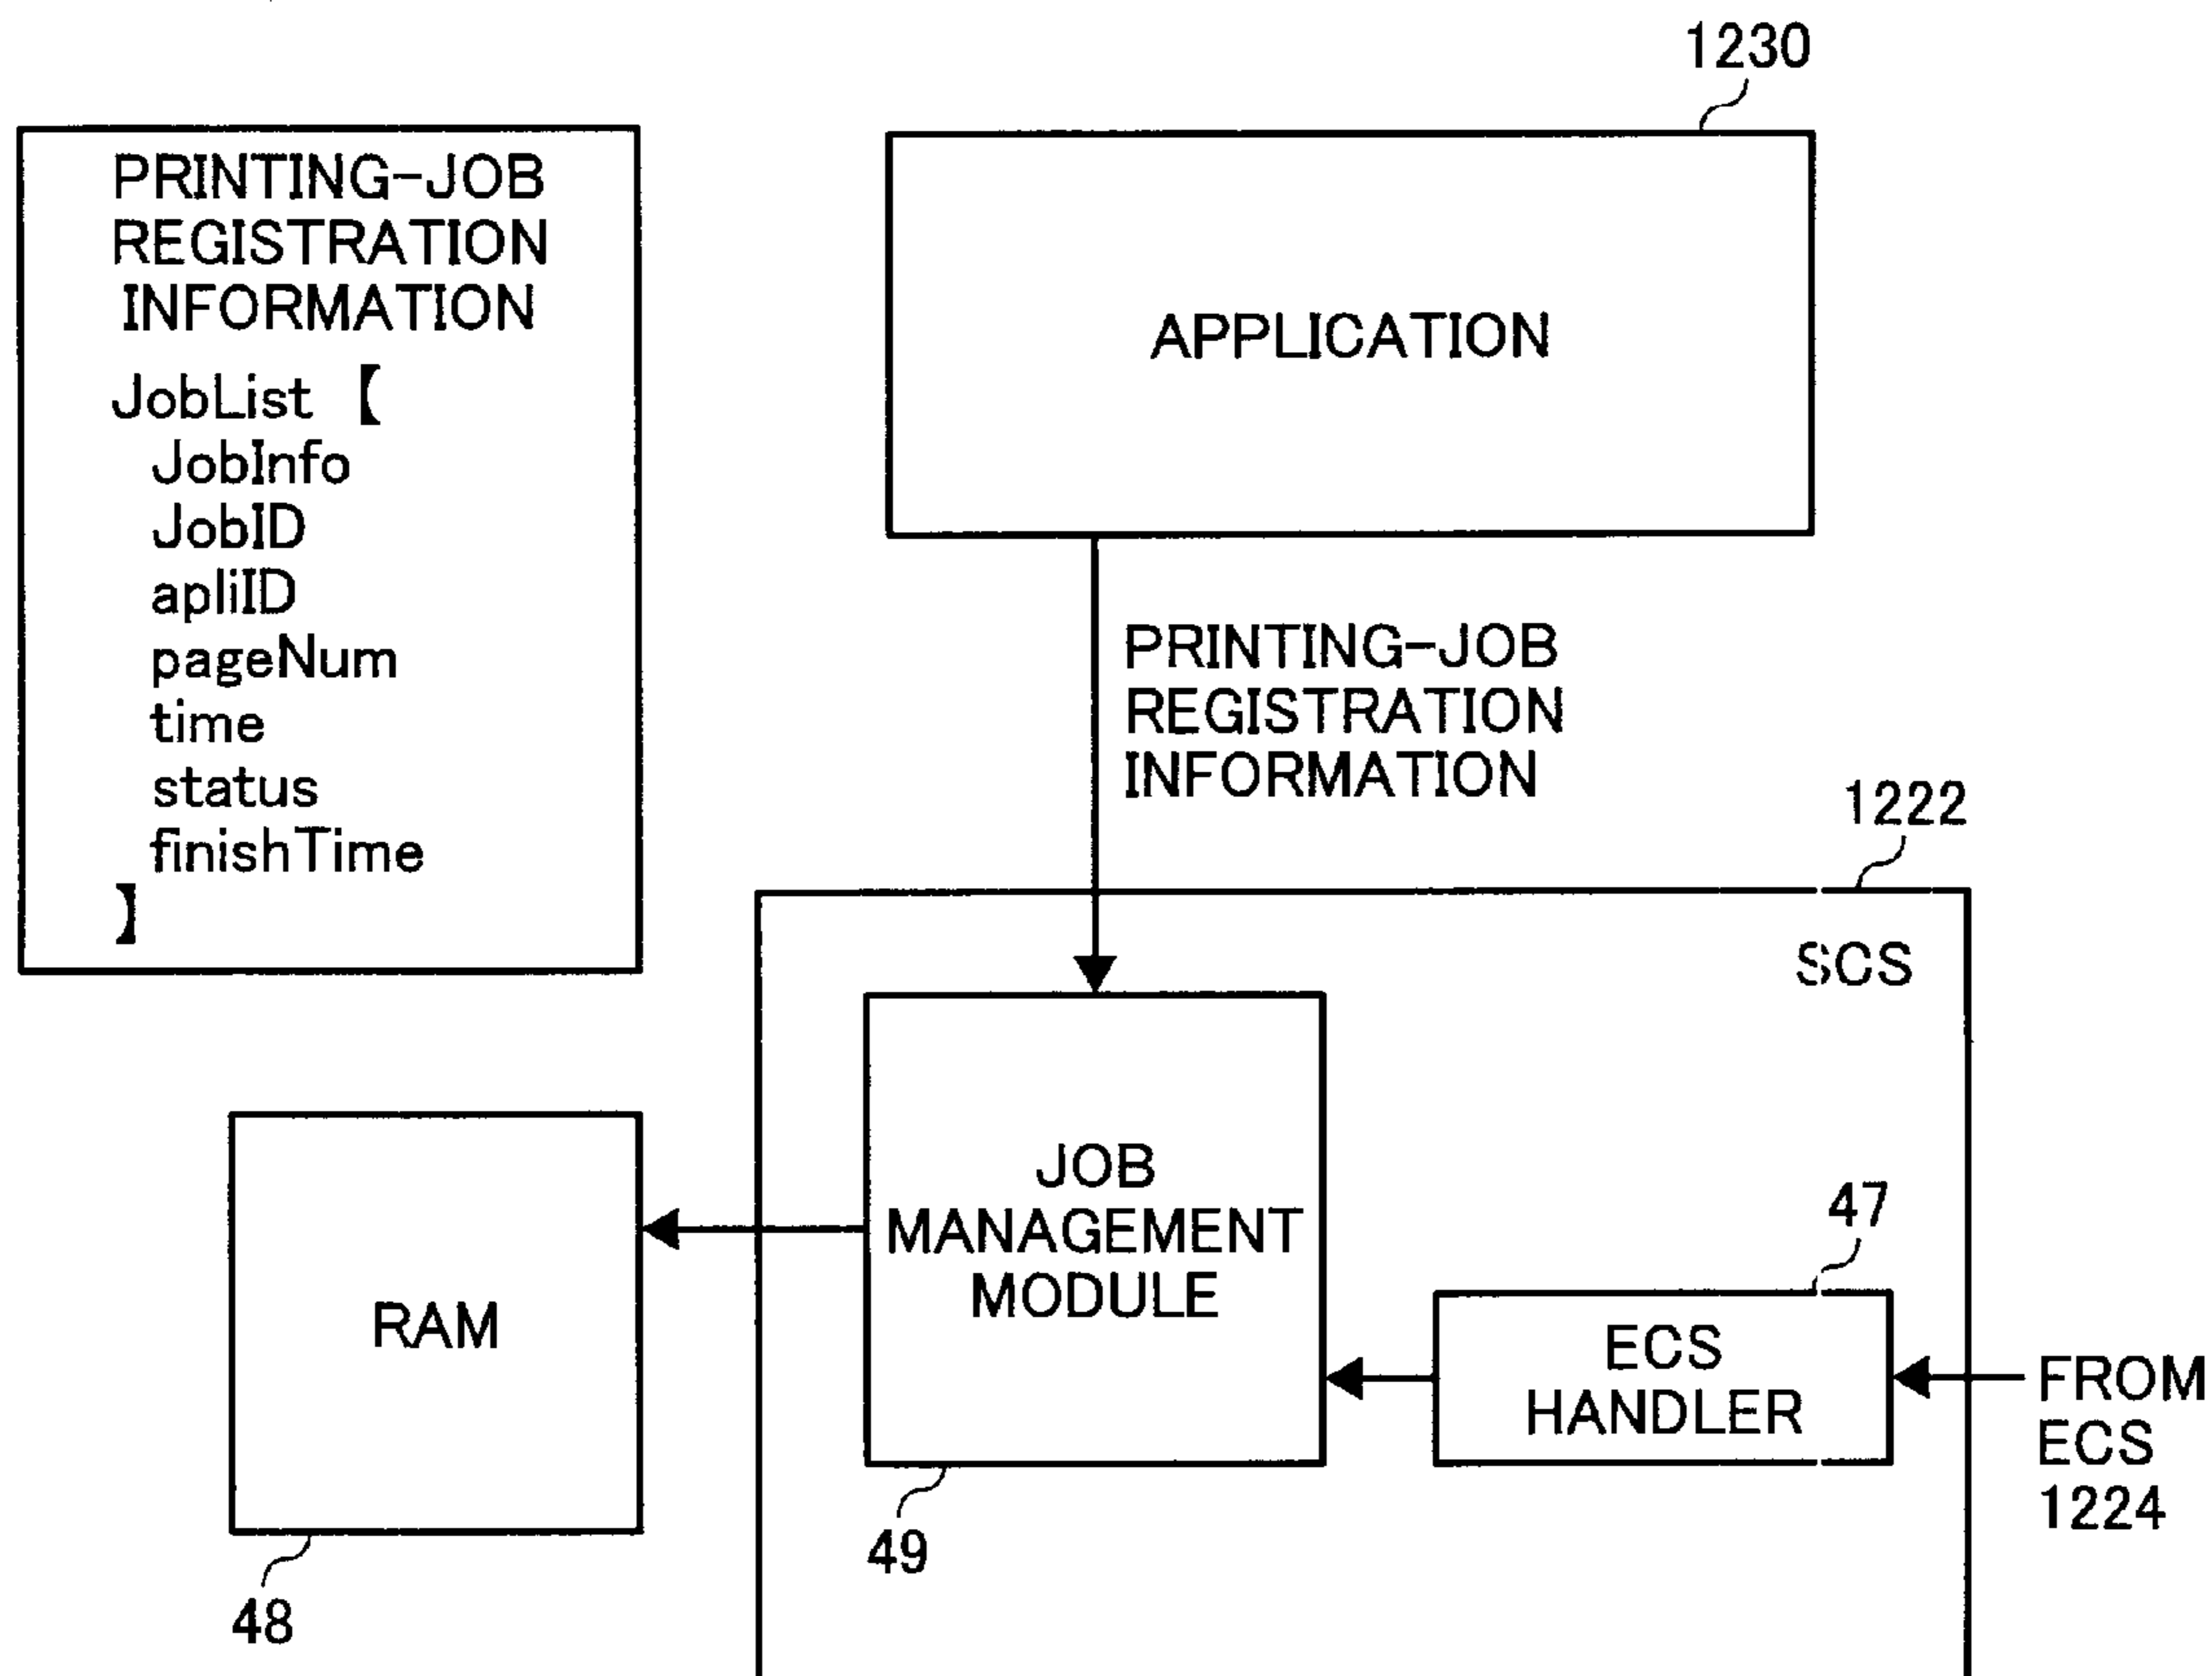 1230
PRINTING-JOB
REGISTRATION
INFORMATION
JobList【
JobInfo
JobID
apliID
pageNum
time
status
finishTime
】
APPLICATION
PRINTING-JOB
REGISTRATION
INFORMATION
1222
SCS
JOB
MANAGEMENT
MODULE
49
RAM
48
47
ECS
HANDLER
FROM
ECS
1224